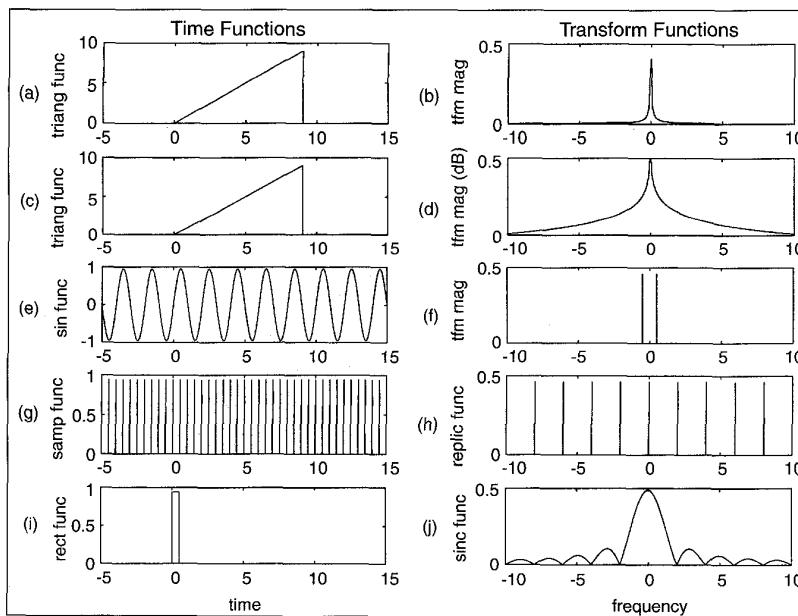 Time Functions Transform Functions
(a) triang func 10 5 0 -5 0 5 10 15
(b) tfm mag 0.5 0 -10 -5 0 5 10
(c) triang func 10 5 0 -5 0 5 10 15
(d) tfm mag (dB) 0.5 0 -10 -5 0 5 10
(e) sin func 1 0 -1 -5 0 5 10 15
(f) tfm mag 0.5 0 -10 -5 0 5 10
(g) samp func 1 0.5 0 -5 0 5 10 15
(h) replic func 0.5 0 -10 -5 0 5 10
(i) rect func 1 0.5 0 -5 0 5 10 15
(j) sinc func 0.5 0 -10 -5 0 5 10
time frequency